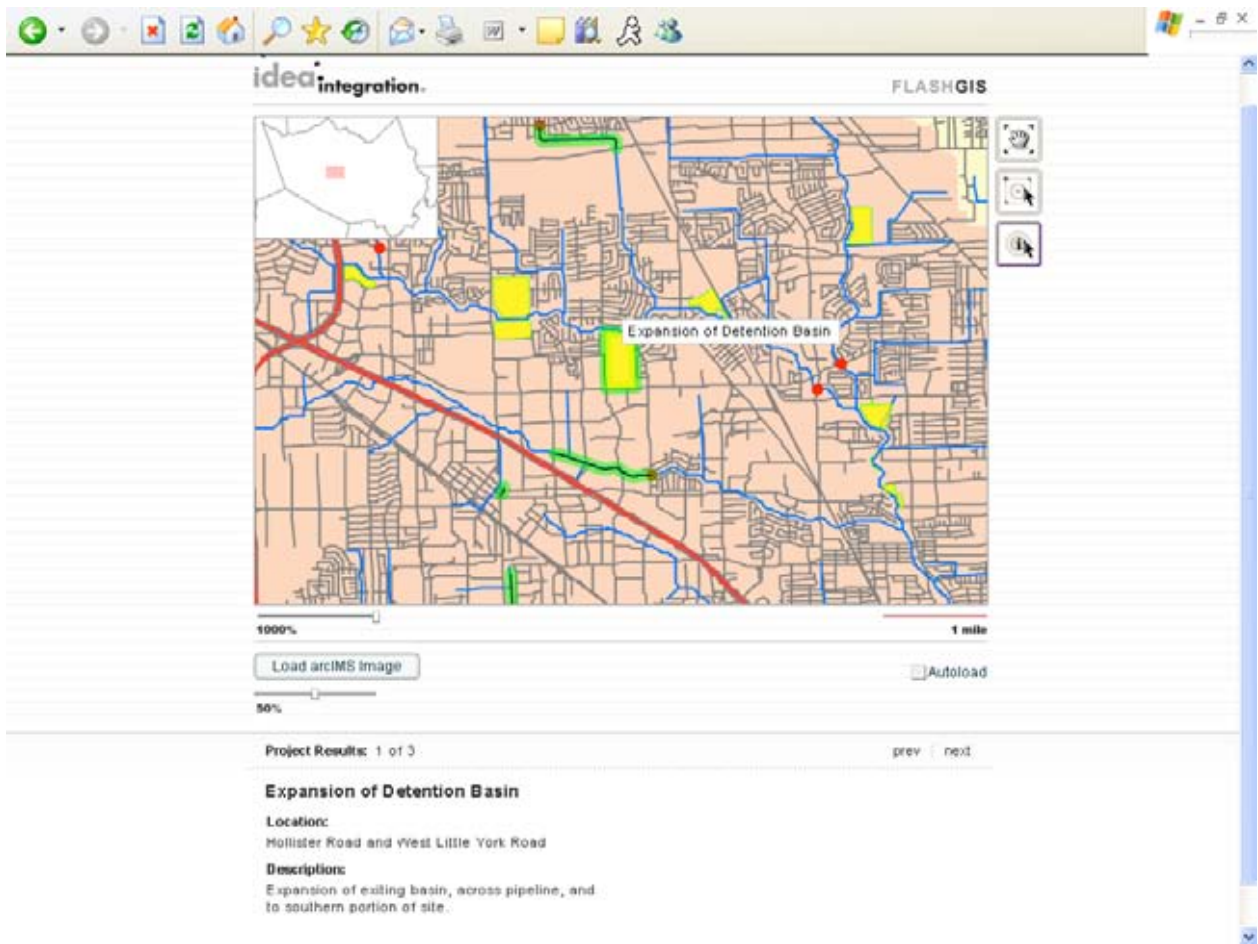 idea integration.
FLASHGIS
Expansion of Detention Basin
1000%
1 mile
Load arcIMS Image
Autoload
50%
Project Results: 1 of 3
prev | next
Expansion of Detention Basin
Location:
Hollister Road and West Little York Road
Description:
Expansion of exiting basin, across pipeline, and
to southern portion of site.